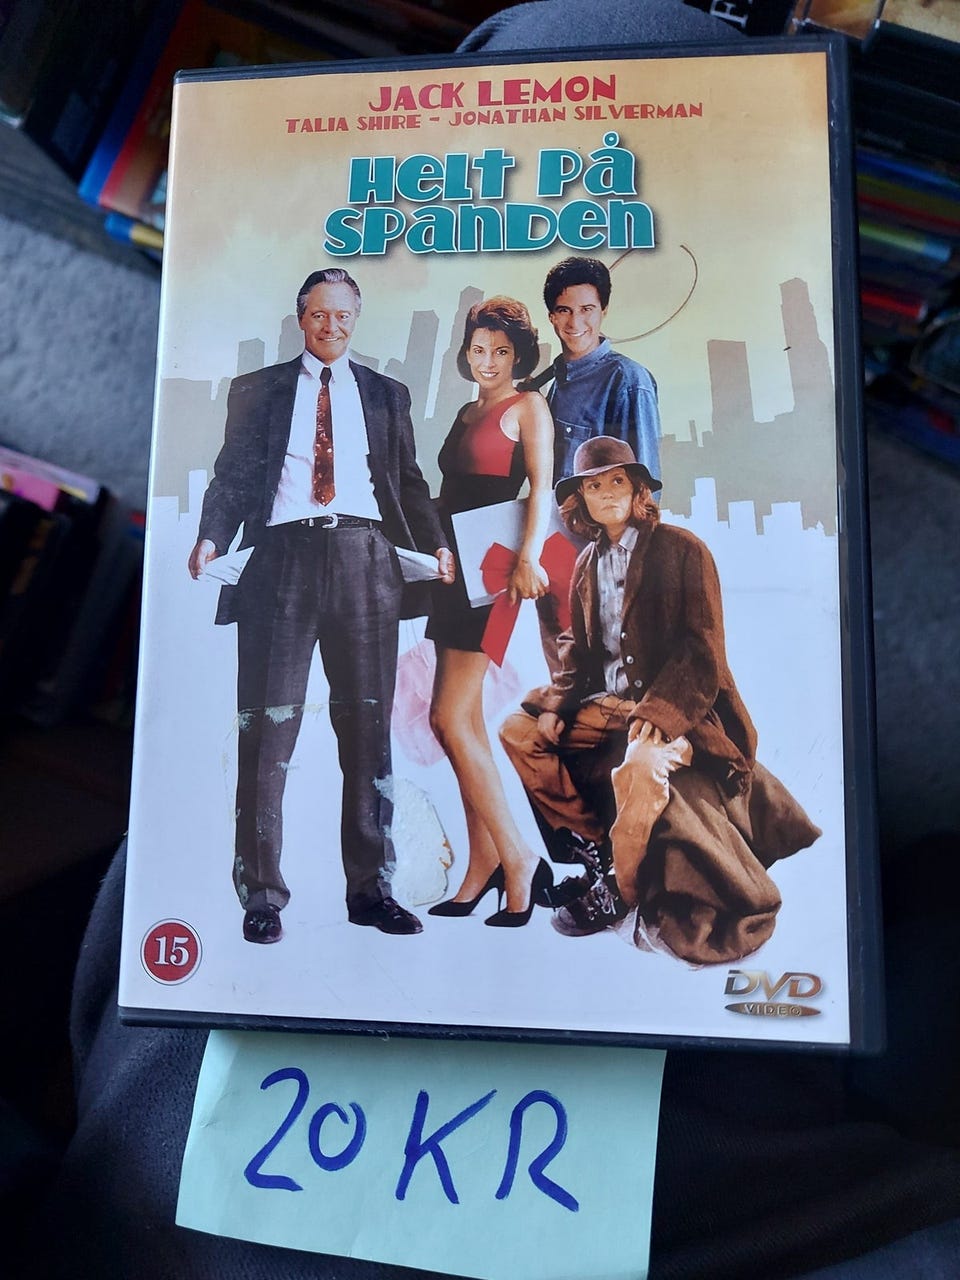 JACK LEMON
TALIA SHIRE - JONATHAN SILVERMAN
HELT PÅ
SPANDEN
15
DVD
VIDEO
20 KR